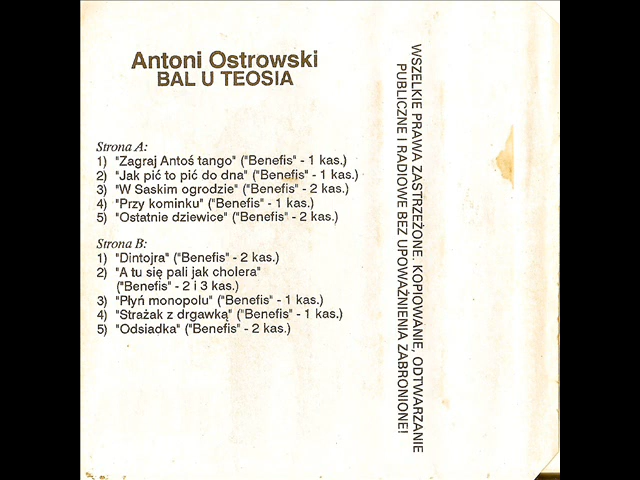 Antoni Ostrowski
BAL U TEOSIA
Strona A:
1) "Zagraj Antoś tango" ("Benefis" - 1 kas.)
2) "Jak pić to pić do dna" ("Benefis" - 1 kas.)
3) "W Saskim ogrodzie" ("Benefis" - 2 kas.)
4) "Przy kominku" ("Benefis" - 1 kas.)
5) "Ostatnie dziewice" ("Benefis" - 2 kas.)
Strona B:
1) "Dintojra" ("Benefis" - 2 kas.)
2) "A tu się pali jak cholera"
("Benefis" - 2 i 3 kas.)
3) "Płyń monopolu" ("Benefis" - 1 kas.)
4) "Strażak z drgawką" ("Benefis" - 1 kas.)
5) "Odsiadka" ("Benefis" - 2 kas.)
WSZELKIE PRAWA ZASTRZEŻONE. KOPIOWANIE, ODTWARZANIE
PUBLICZNE I RADIOWE BEZ UPOWAŻNIENIA ZABRONIONE!